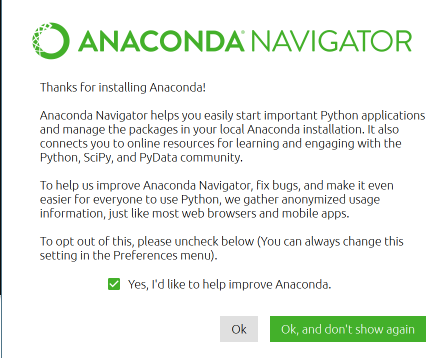 ANACONDA NAVIGATOR
Thanks for installing Anaconda!
Anaconda Navigator helps you easily start important Python applications
and manage the packages in your local Anaconda installation. It also
connects you to online resources for learning and engaging with the
Python, SciPy, and PyData community.
To help us improve Anaconda Navigator, fix bugs, and make it even
easier for everyone to use Python, we gather anonymized usage
information, just like most web browsers and mobile apps.
To opt out of this, please uncheck below (You can always change this
setting in the Preferences menu).
Yes, I'd like to help improve Anaconda.
Ok
Ok, and don't show again